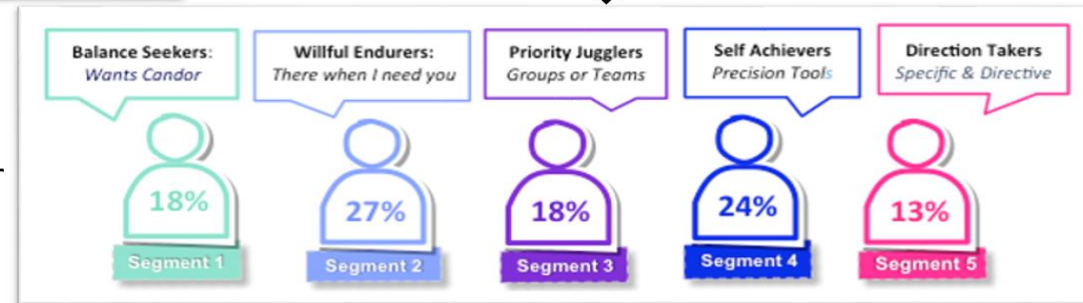 Balance Seekers:
Wants Candor
18%
Segment 1
Willful Endurers:
There when I need you
27%
Segment 2
Priority Jugglers
Groups or Teams
18%
Segment 3
Self Achievers
Precision Tools
24%
Segment 4
Direction Takers
Specific & Directive
13%
Segment 5